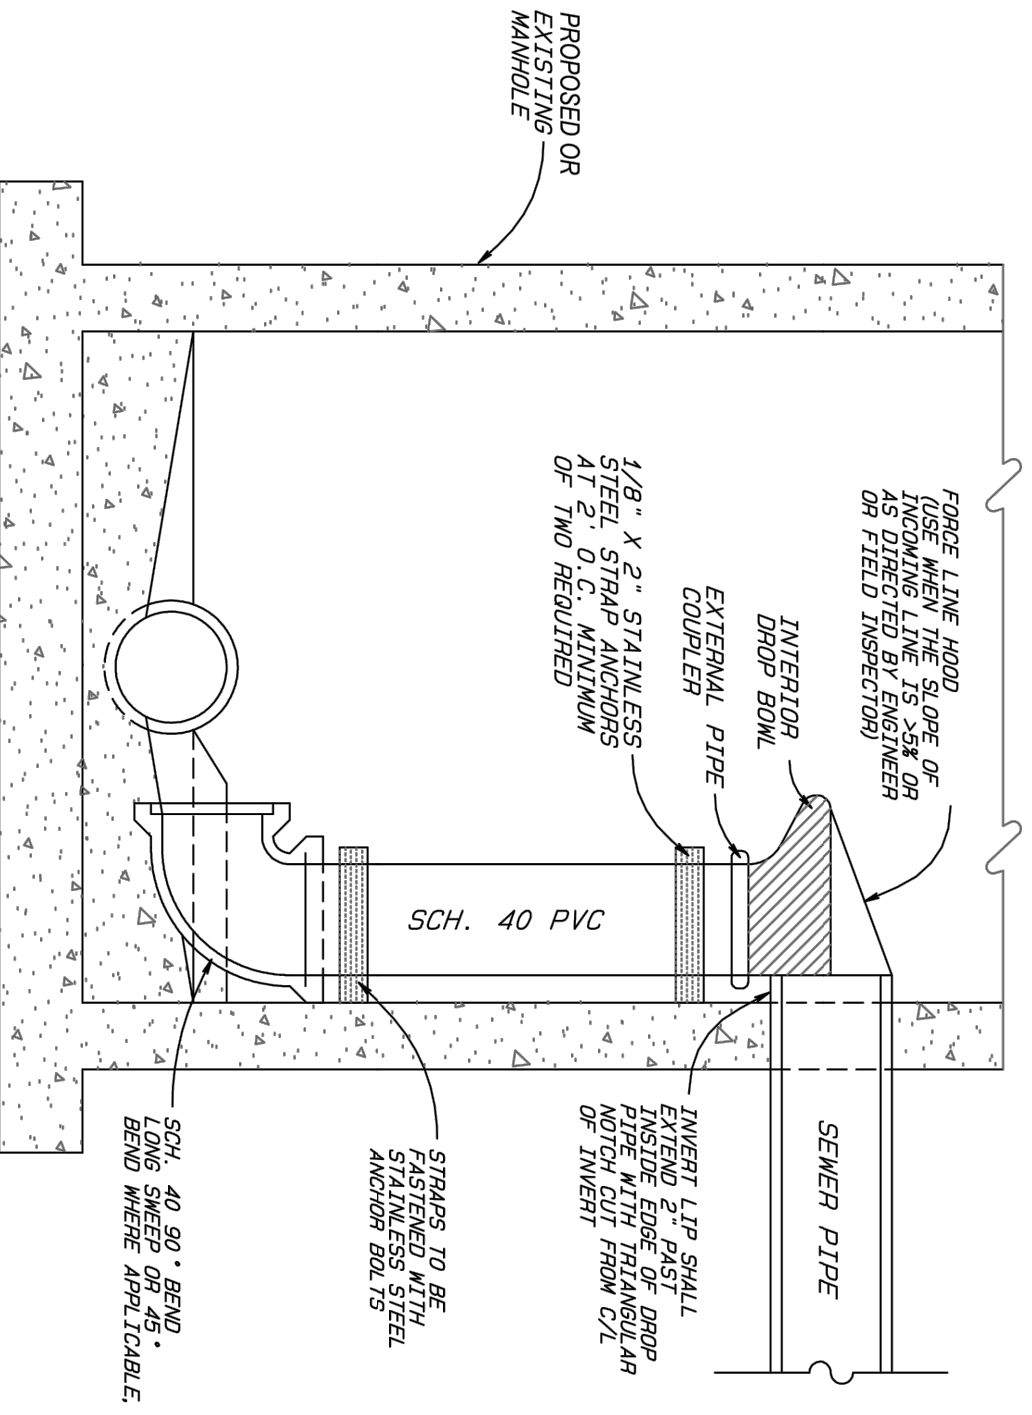 PROPOSED OR
EXISTING
MANHOLE
FORCE LINE HOOD
(USE WHEN THE SLOPE OF
INCOMING LINE IS >5% OR
AS DIRECTED BY ENGINEER
OR FIELD INSPECTOR)
INTERIOR
DROP BOWL
EXTERNAL PIPE
COUPLER
1/8" X 2" STAINLESS
STEEL STRAP ANCHORS
AT 2' O.C. MINIMUM
OF TWO REQUIRED
SCH. 40 PVC
SEWER PIPE
INVERT LIP SHALL
EXTEND 2" PAST
INSIDE EDGE OF DROP
PIPE WITH TRIANGULAR
NOTCH CUT FROM C/L
OF INVERT
STRAPS TO BE
FASTENED WITH
STAINLESS STEEL
ANCHOR BOLTS
SCH. 40 90° BEND
LONG SWEEP OR 45°
BEND WHERE APPLICABLE.